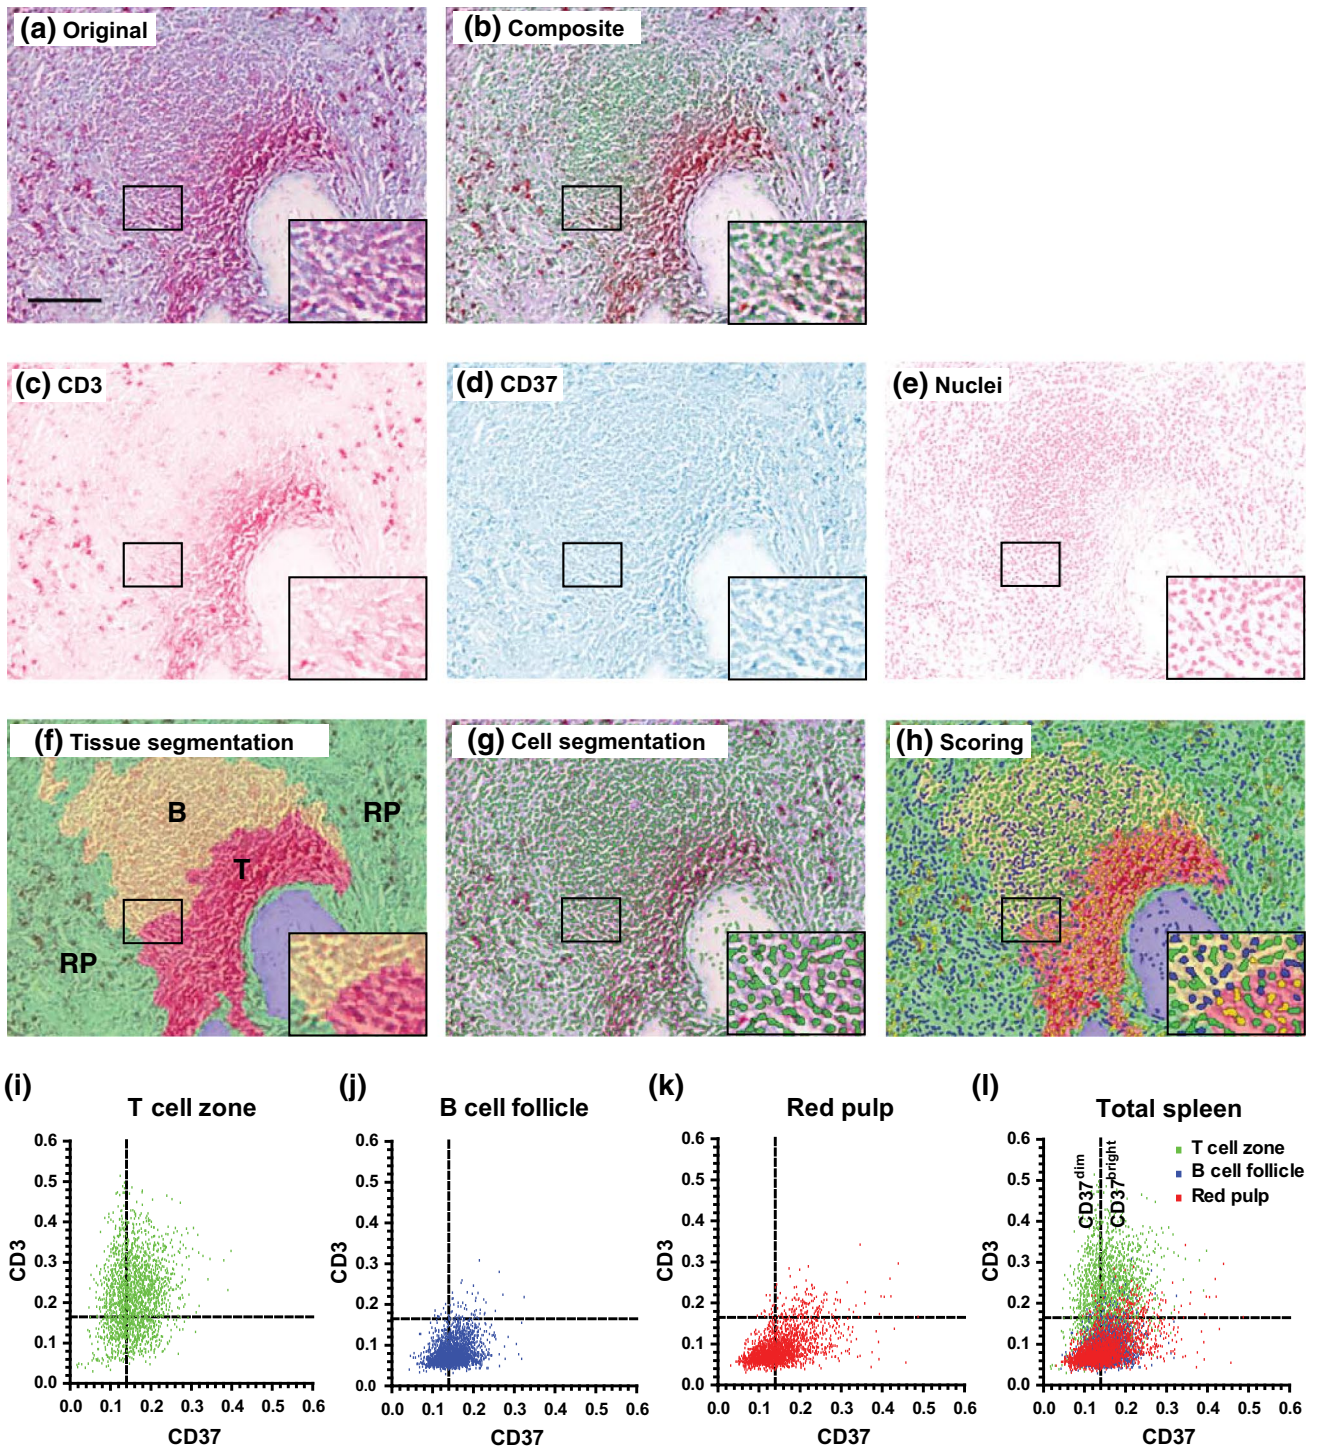 (a) Original
(b) Composite
(c) CD3
(d) CD37
(e) Nuclei
(f) Tissue segmentation
B
RP
T
RP
(g) Cell segmentation
(h) Scoring
(i)
T cell zone
0.6
0.5
0.4
0.3
0.2
0.1
0.0
CD3
0.0 0.1 0.2 0.3 0.4 0.5 0.6
CD37
(j)
B cell follicle
0.6
0.5
0.4
0.3
0.2
0.1
0.0
CD3
0.0 0.1 0.2 0.3 0.4 0.5 0.6
CD37
(k)
Red pulp
0.6
0.5
0.4
0.3
0.2
0.1
0.0
CD3
0.0 0.1 0.2 0.3 0.4 0.5 0.6
CD37
(l)
Total spleen
0.6
0.5
0.4
0.3
0.2
0.1
0.0
CD3
CD37dim
CD37bright
T cell zone
B cell follicle
Red pulp
0.0 0.1 0.2 0.3 0.4 0.5 0.6
CD37